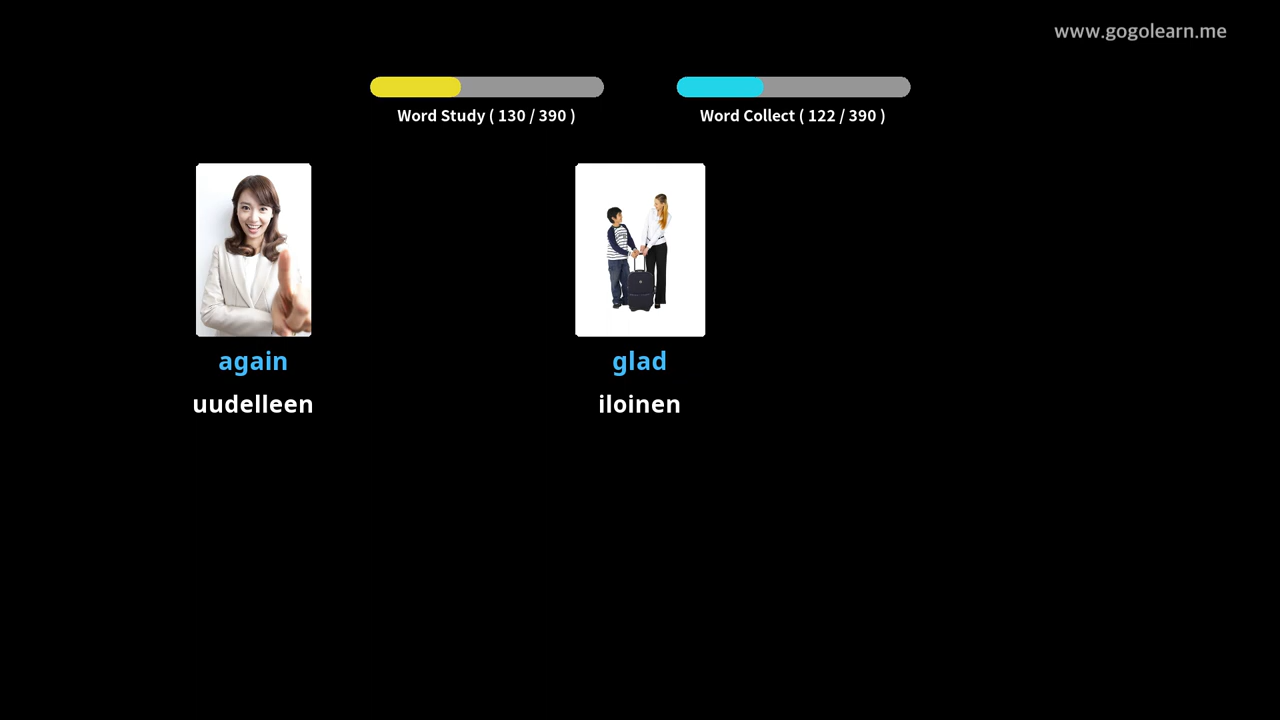 www.gogolearn.me
Word Study ( 130 / 390 )
Word Collect ( 122 / 390 )
again
glad
uudelleen
iloinen